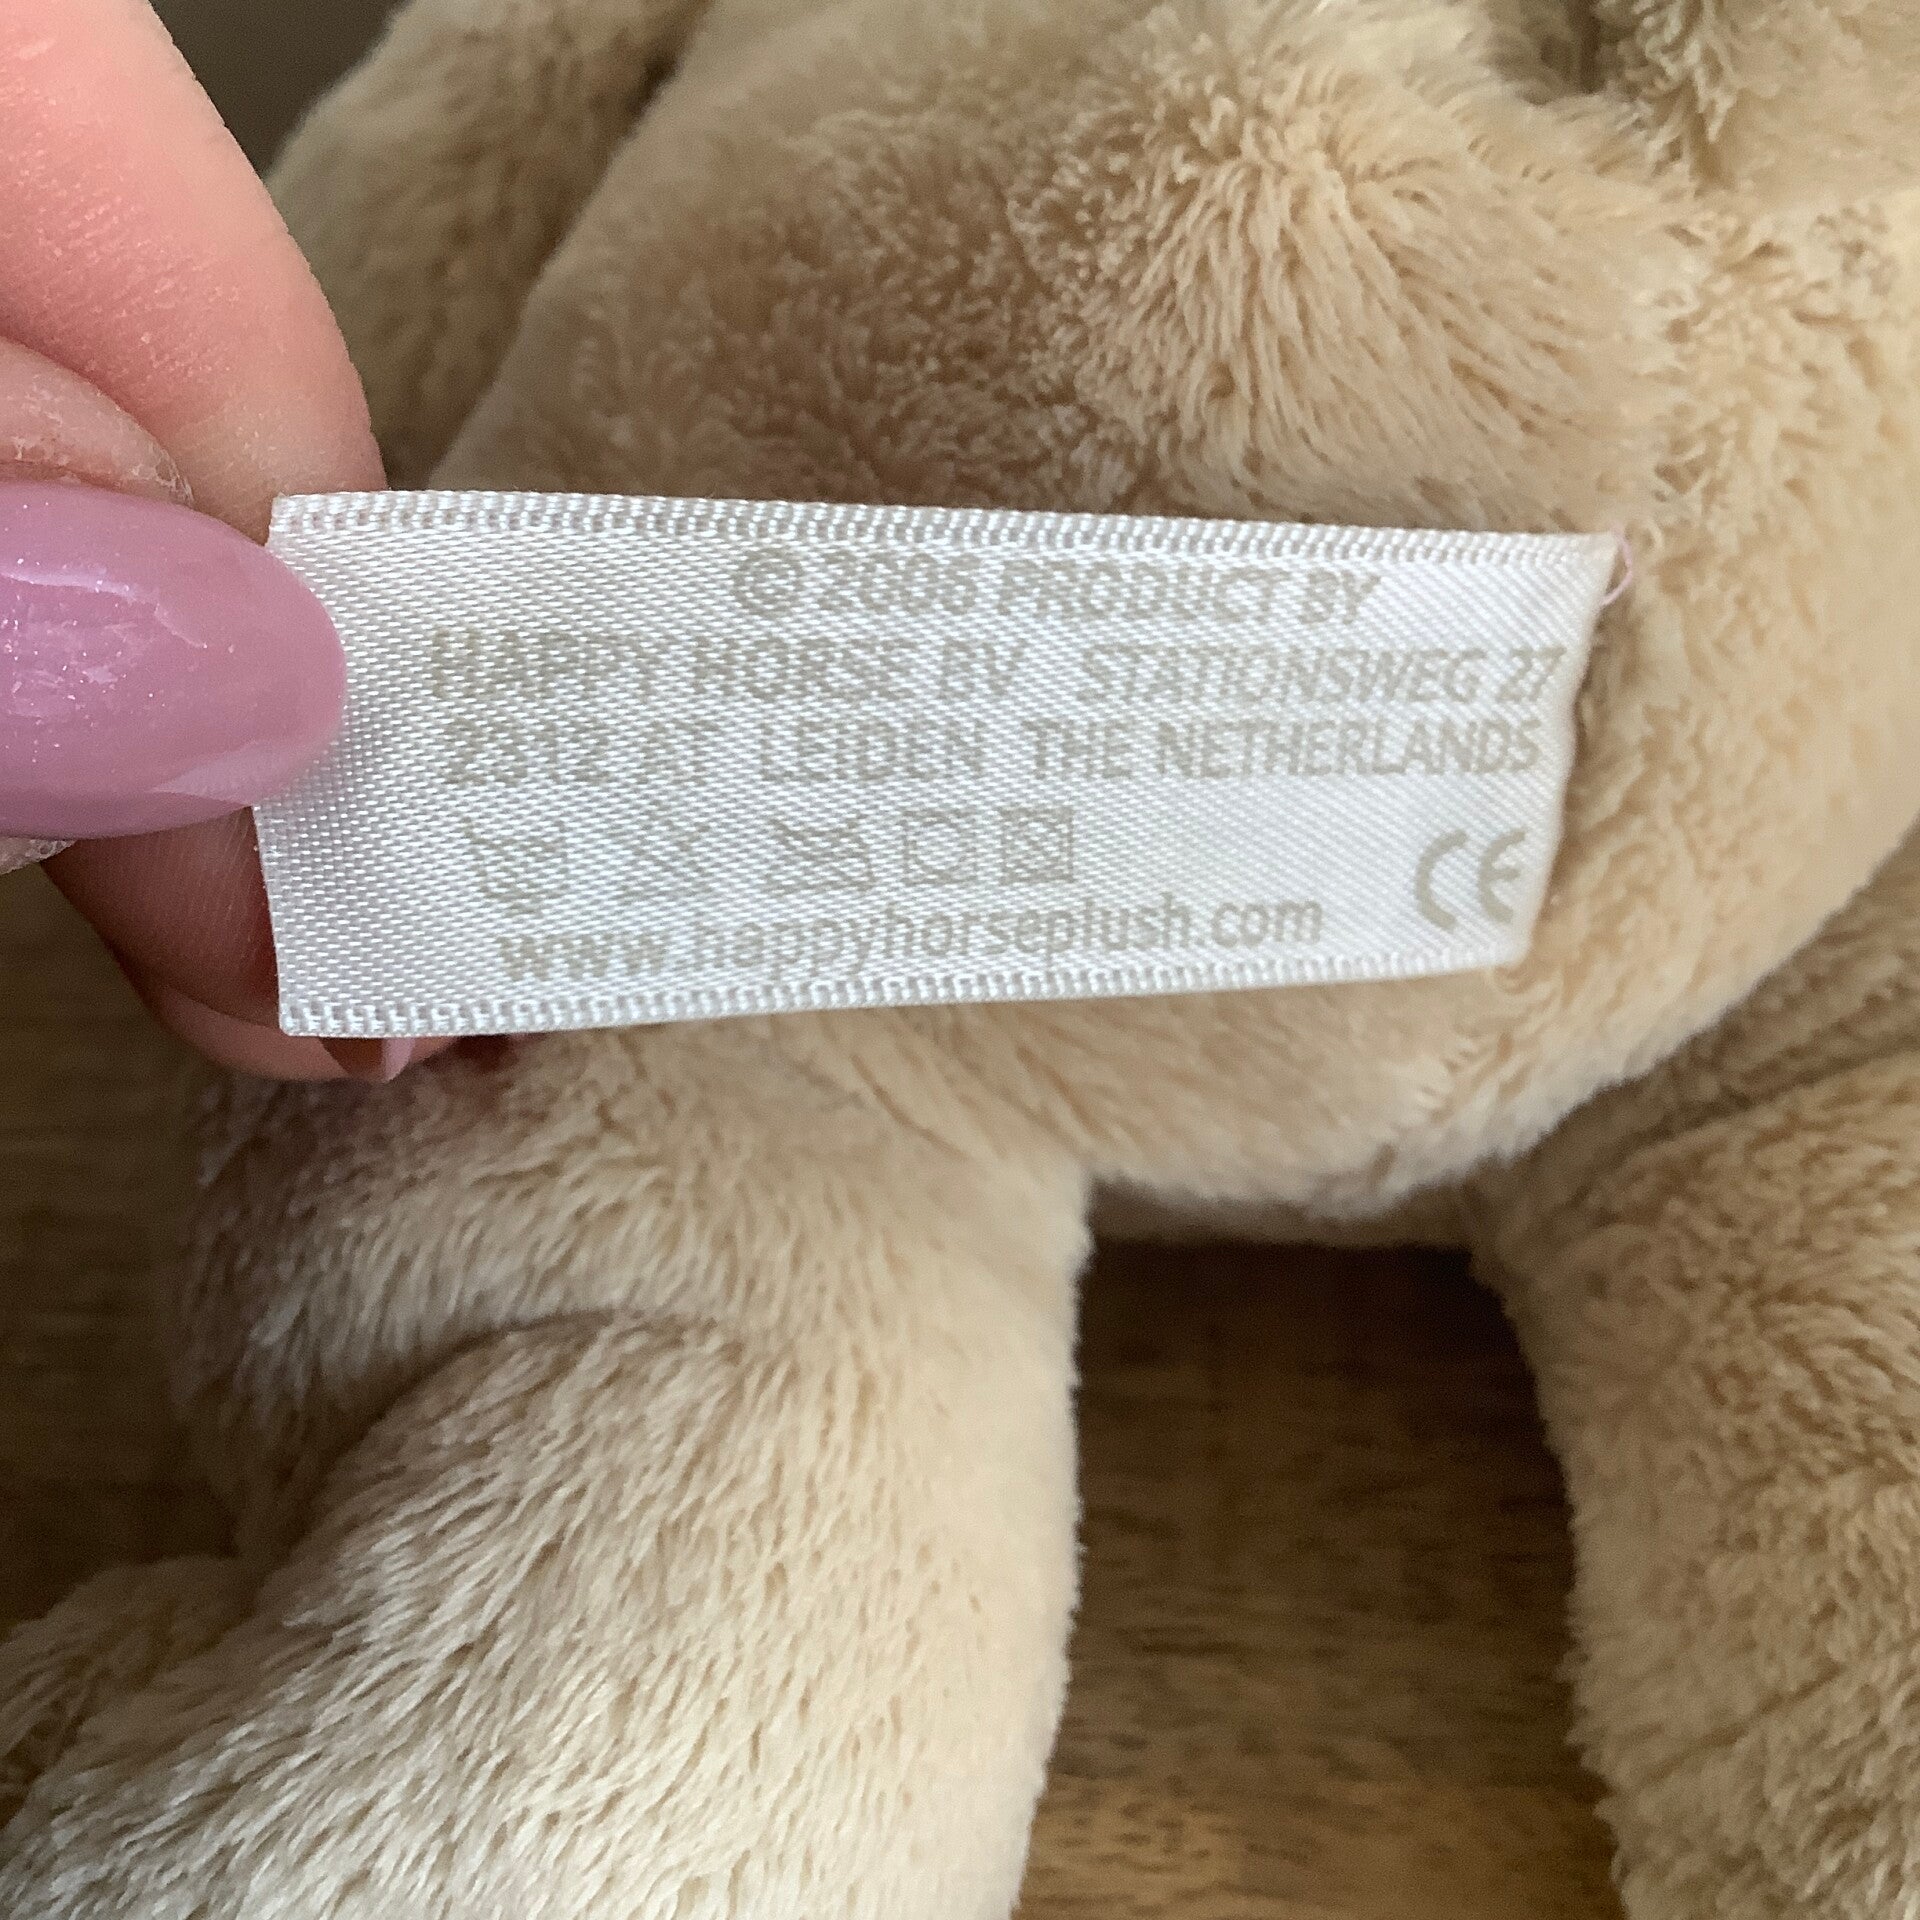 © 2006 PRODUCT BY
HAPPY HORSE BV STATIONSWEG 27
2312 AT LEIDEN THE NETHERLANDS
CE
www.happyhorseplush.com